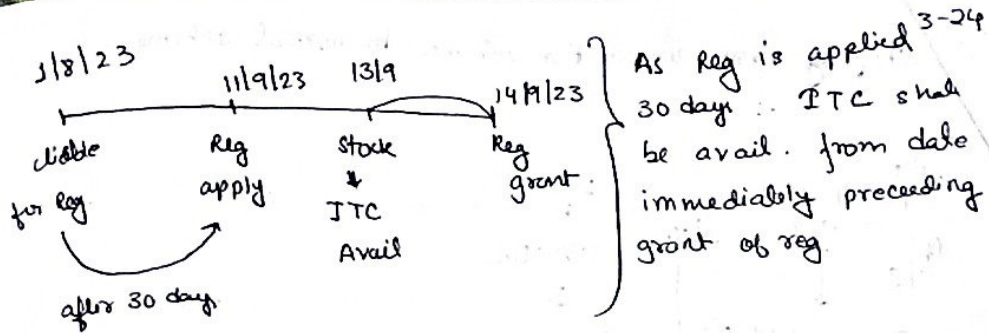 1/8/23
11/9/23
13/9
14/9/23
liable
for Reg
Reg
apply
Stock
ITC
Avail
Reg
grant.
after 30 days
3-24
As Reg is applied
30 days ∴ ITC shall
be avail. from date
immediably preceeding
grant of reg